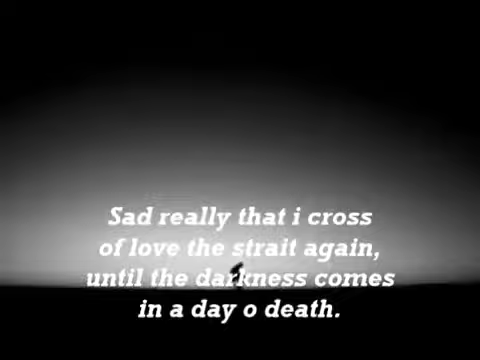 Sad really that i cross
of love the strait again,
until the darkness comes
in a day o death.